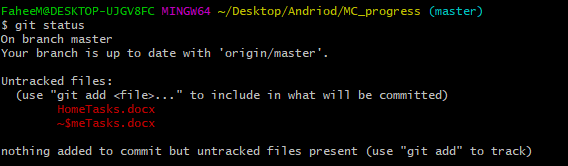 FaheeM@DESKTOP-UJGV8FC MINGW64 ~/Desktop/Andriod/MC_progress (master)
$ git status
On branch master
Your branch is up to date with 'origin/master'.
Untracked files:
  (use "git add <file>..." to include in what will be committed)
        HomeTasks.docx
        ~$meTasks.docx
nothing added to commit but untracked files present (use "git add" to track)